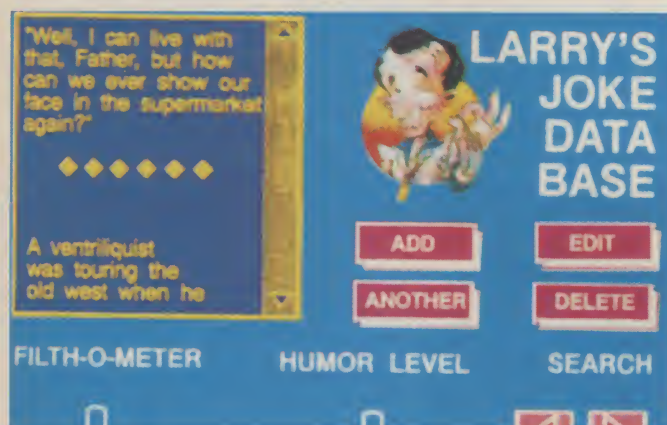 "Well, I can live with
that, Father, but how
can we ever show our
face in the supermarket
again?"
A ventriliquist
was touring the
old west when he
LARRY'S
JOKE
DATA
BASE
ADD
EDIT
ANOTHER
DELETE
FILTH-O-METER
HUMOR LEVEL
SEARCH